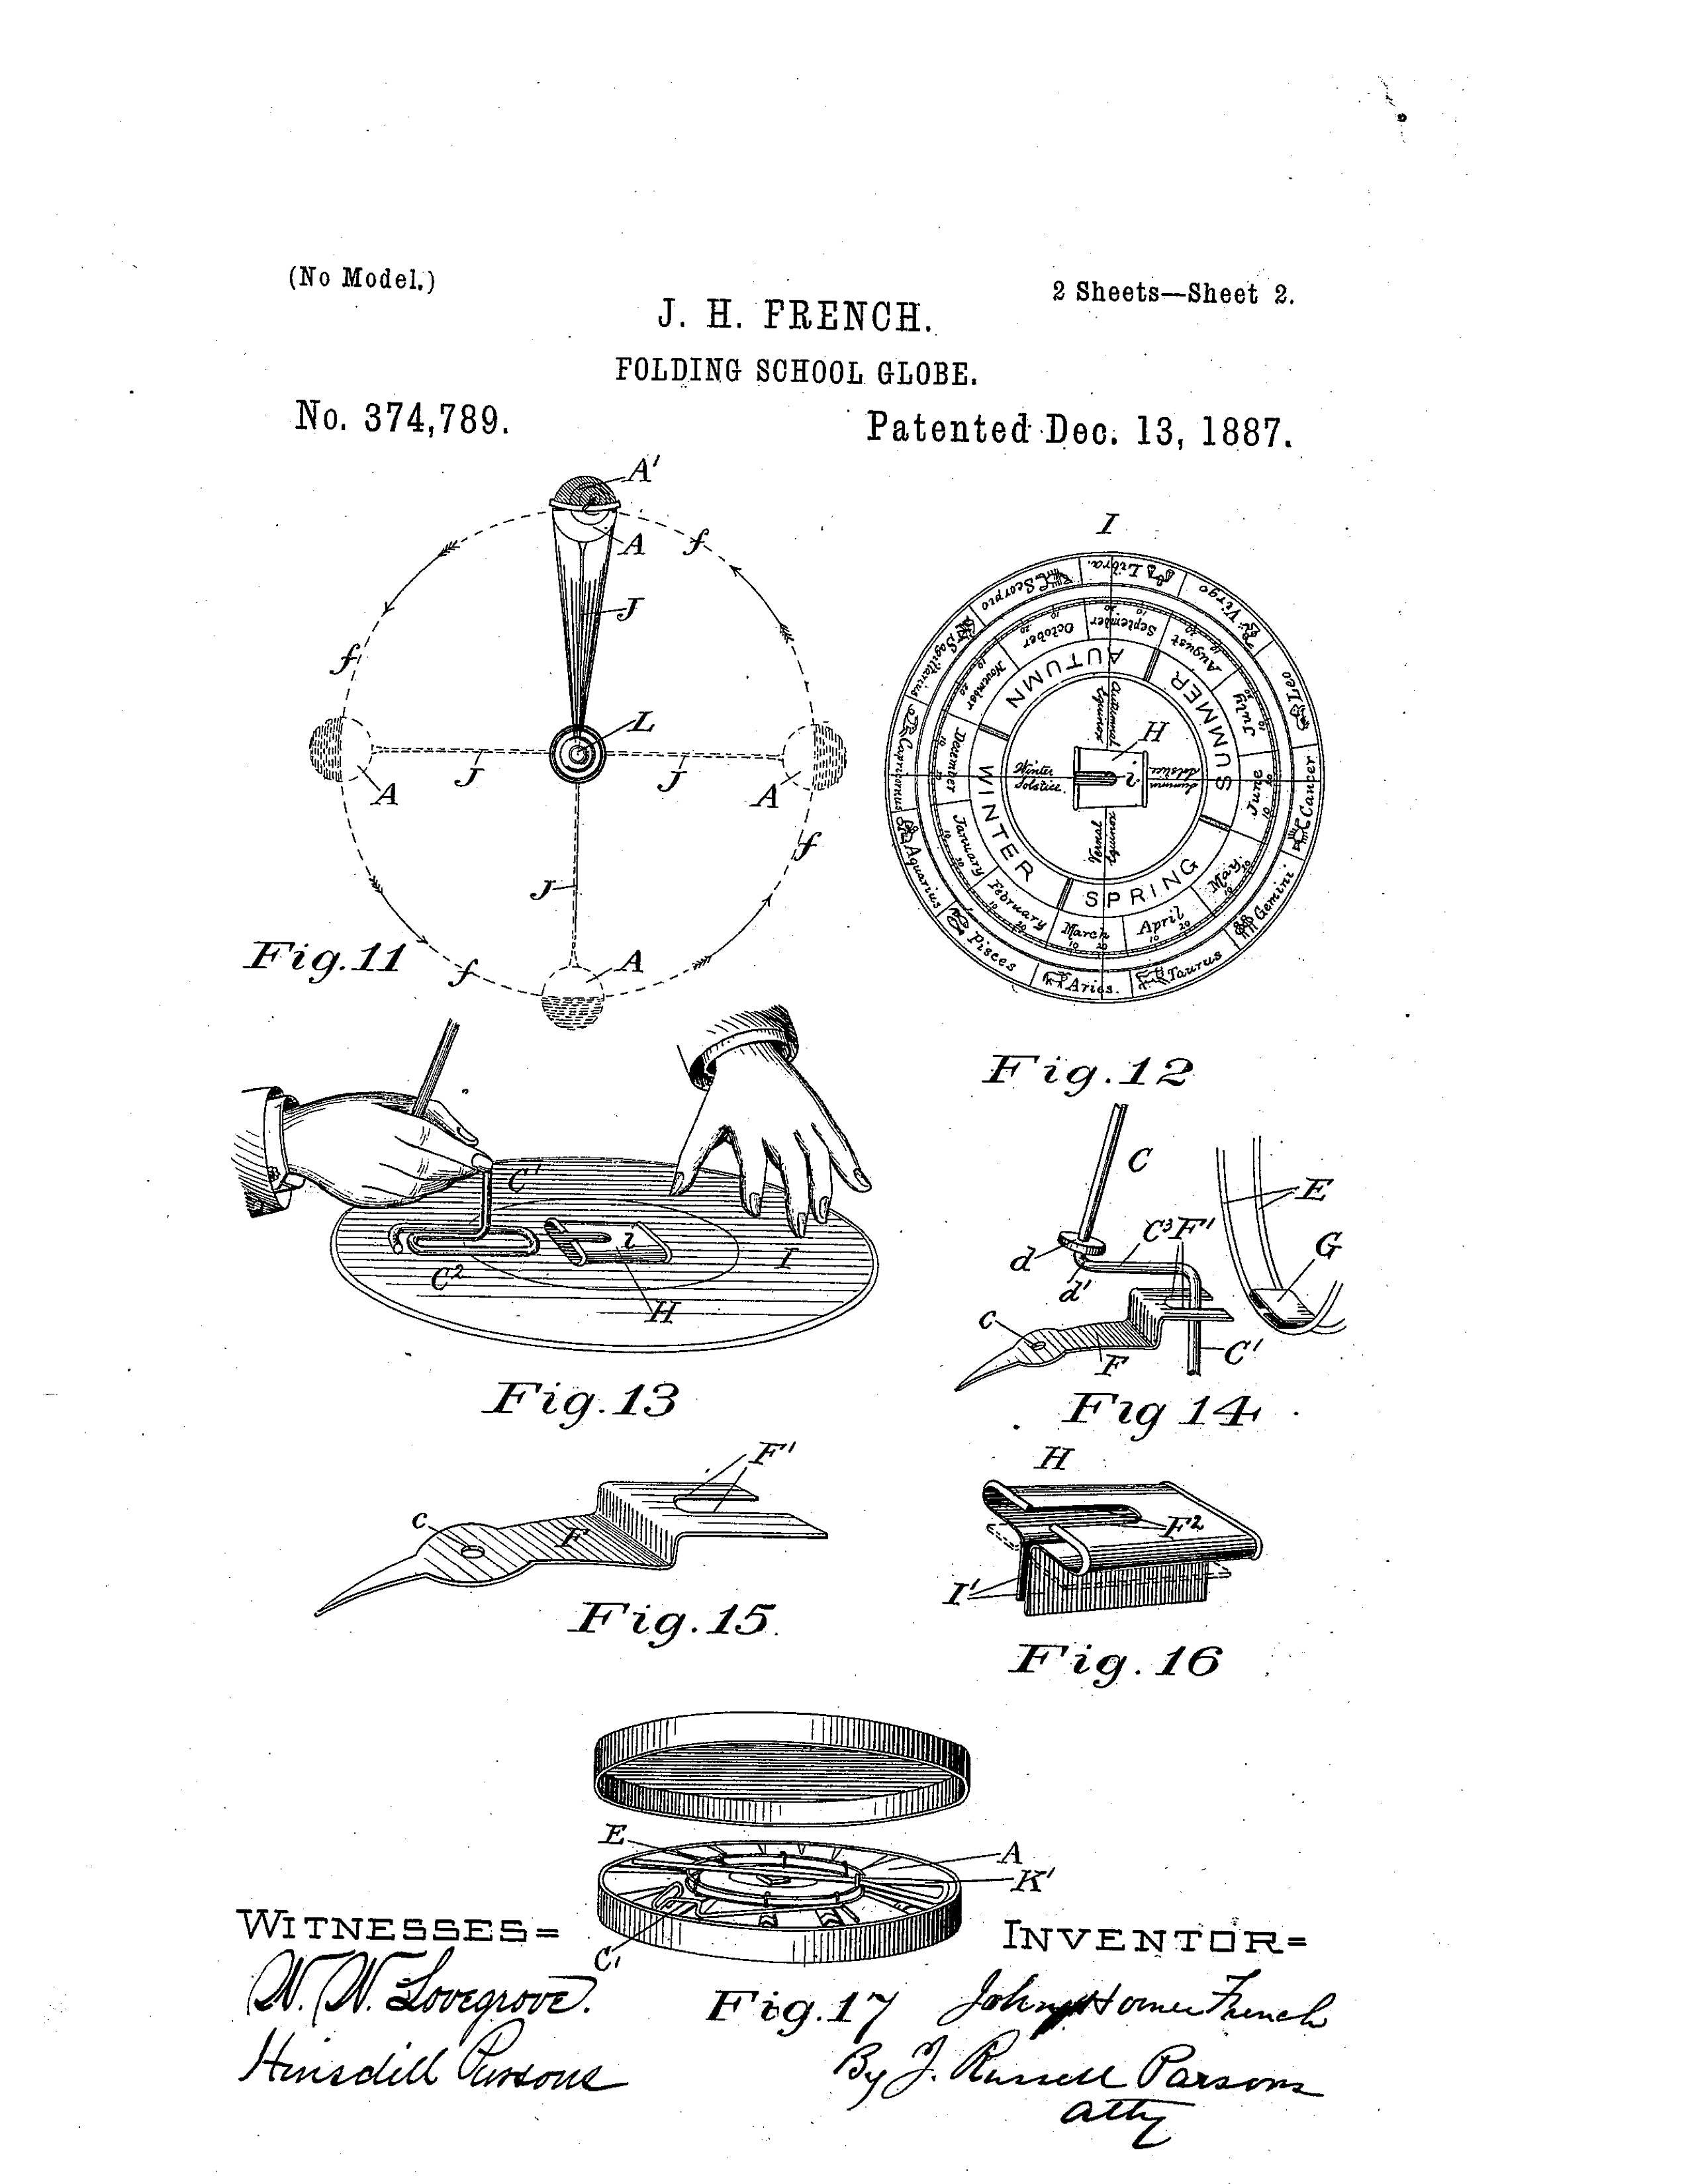 (No Model.)
2 Sheets—Sheet 2.
J. H. FRENCH.
FOLDING SCHOOL GLOBE.
No. 374,789.
Patented Dec. 13, 1887.
A'
A
f
J
f
L
J
J
A
A
f
J
A
f
Fig. 11
I
Libra.
Virgo
Leo
Cancer
Gemini
Taurus
Aries.
Pisces
Aquarius
Capricornus
Sagittarius
Scorpio
September
August
July
June
May.
April
March
February
January
December
November
October
10 20
AUTUMN
SUMMER
SPRING
WINTER
Autumnal Equinox
Summer Solstice
Vernal Equinox
Winter Solstice.
H
i
Fig. 12
C'
C²
i
H
I
Fig. 13
C
E
C³ F'
G
d
d'
c
F
C'
Fig 14
F'
c
F
Fig. 15.
H
F²
I'
Fig. 16
E
A
K'
C'
Fig. 17
WITNESSES=
W. W. Lovegrove.
Hinsdill Parsons
INVENTOR=
John Homer French
By J. Russell Parsons
atty